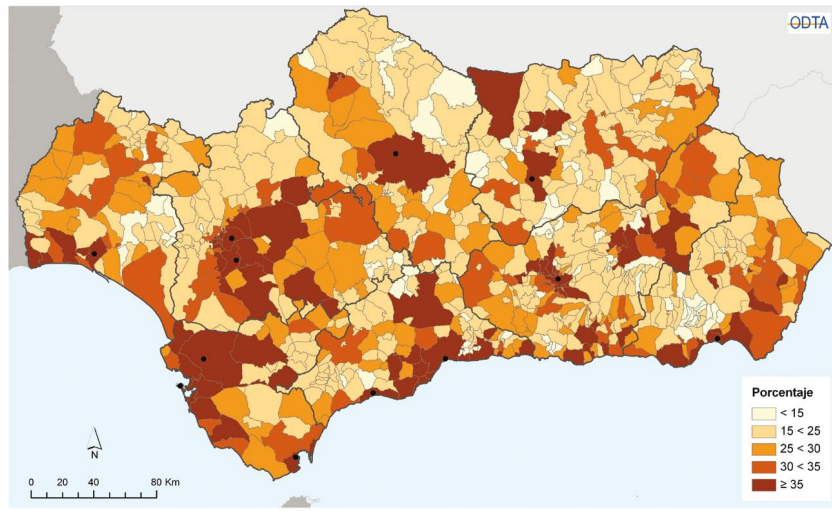 ODTA
Porcentaje
< 15
15 < 25
25 < 30
30 < 35
≥ 35
N
0 20 40 80 Km